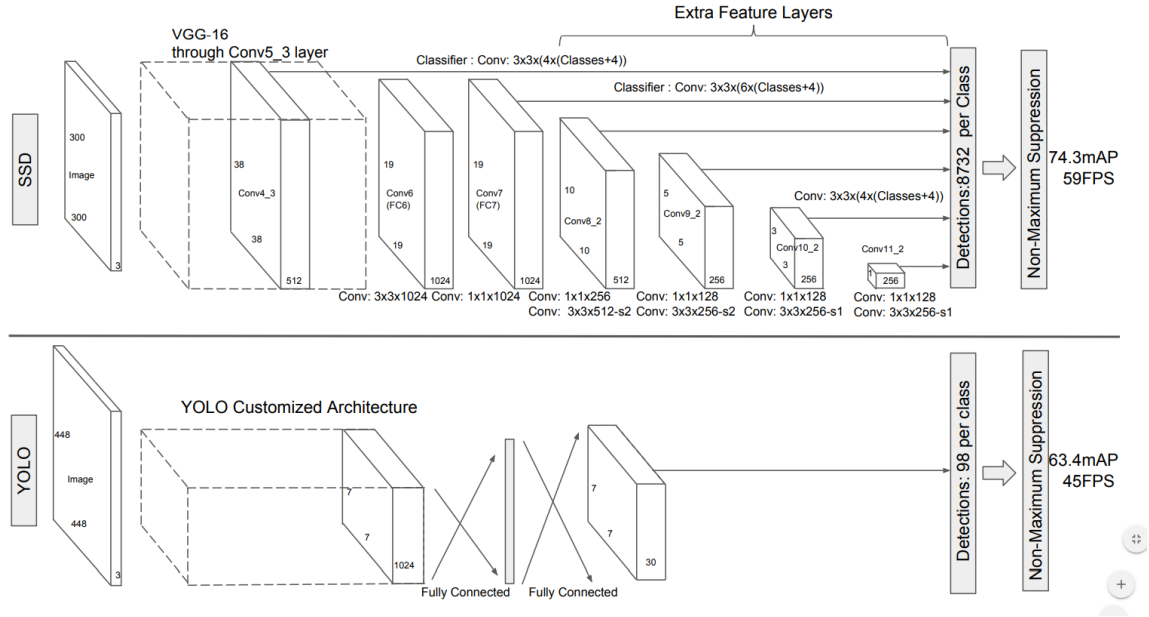 Extra Feature Layers
VGG-16
through Conv5_3 layer
Classifier : Conv: 3x3x(4x(Classes+4))
Classifier : Conv: 3x3x(6x(Classes+4))
Conv: 3x3x(4x(Classes+4))
SSD
300
Image
300
3
38
Conv4_3
38
512
19
Conv6
(FC6)
19
1024
19
Conv7
(FC7)
19
1024
10
Conv8_2
10
512
5
Conv9_2
5
256
3
Conv10_2
3
256
Conv11_2
1
256
Conv: 3x3x1024
Conv: 1x1x1024
Conv: 1x1x256
Conv: 3x3x512-s2
Conv: 1x1x128
Conv: 3x3x256-s2
Conv: 1x1x128
Conv: 3x3x256-s1
Conv: 1x1x128
Conv: 3x3x256-s1
Detections:8732 per Class
Non-Maximum Suppression
74.3mAP
59FPS
YOLO
448
Image
448
3
YOLO Customized Architecture
7
7
1024
Fully Connected
Fully Connected
7
7
30
Detections: 98 per class
Non-Maximum Suppression
63.4mAP
45FPS